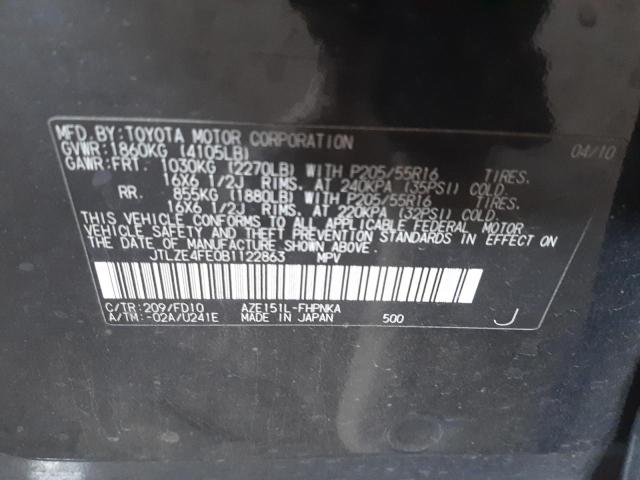 MFD.BY:TOYOTA MOTOR CORPORATION 04/10
GVWR:1860KG (4105LB)
GAWR:FRT. 1030KG (2270LB) WITH P205/55R16 TIRES.
16X6 1/2J RIMS. AT 240KPA (35PSI) COLD.
RR. 855KG (1880LB) WITH P205/55R16 TIRES.
16X6 1/2J RIMS. AT 220KPA (32PSI) COLD.
THIS VEHICLE CONFORMS TO ALL APPLICABLE FEDERAL MOTOR
VEHICLE SAFETY AND THEFT PREVENTION STANDARDS IN EFFECT ON
THE DATE OF MANUFACTURE SHOWN ABOVE.
JTLZE4FE0B1122863 MPV
C/TR:209/FD10 AZE151L-FHPNKA
A/TM:-02A/U241E MADE IN JAPAN 500 J